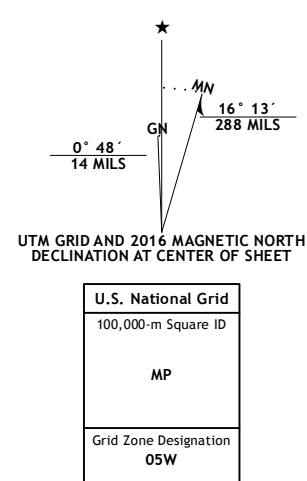 ★
MN
16° 13´
288 MILS
GN
0° 48´
14 MILS
UTM GRID AND 2016 MAGNETIC NORTH
DECLINATION AT CENTER OF SHEET
U.S. National Grid
100,000-m Square ID
MP
Grid Zone Designation
05W